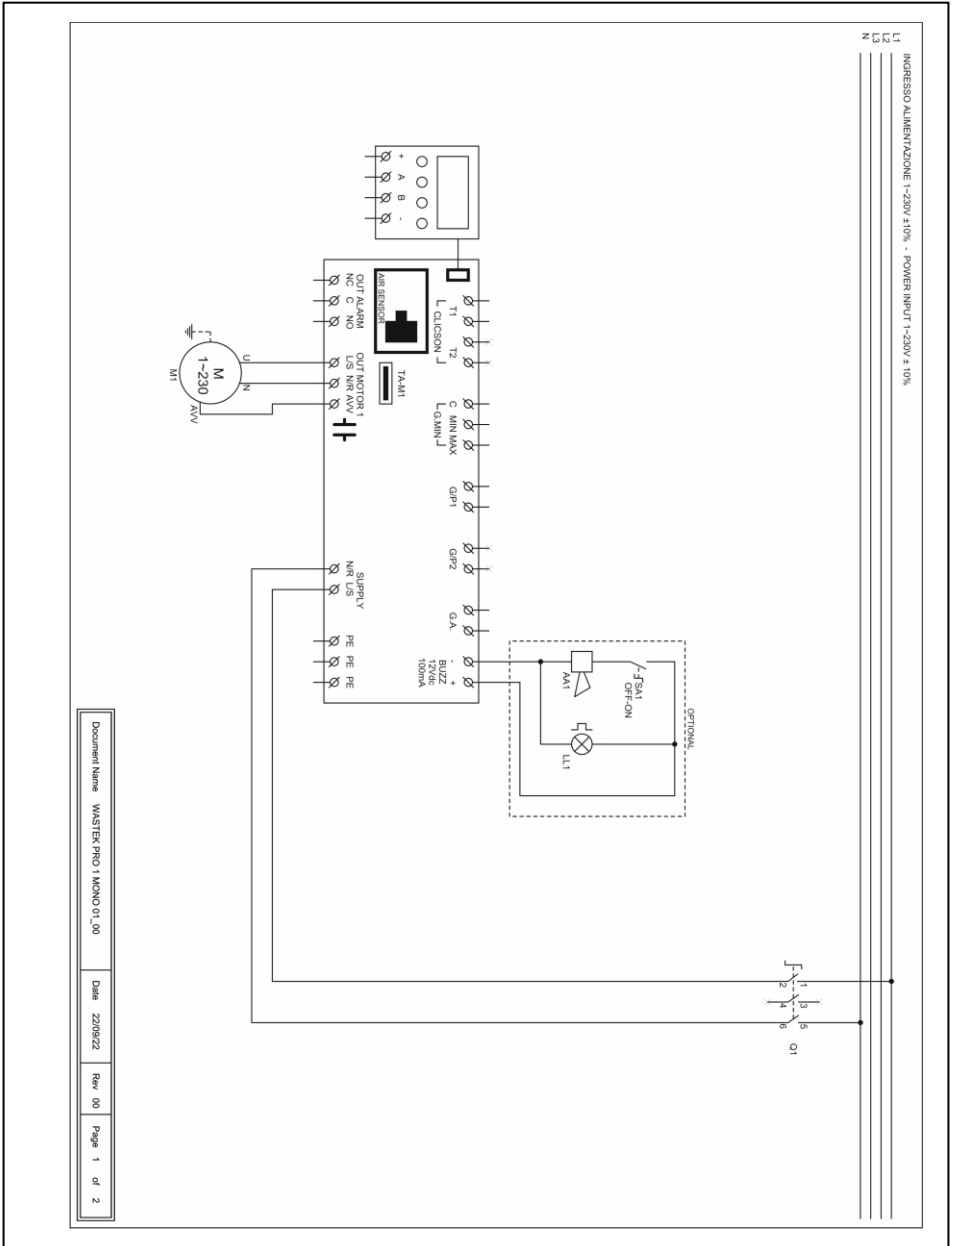 L1
L2
L3
N
INGRESSO ALIMENTAZIONE 1~230V ±10% - POWER INPUT 1~230V ± 10%
+ A B -
T1 T2
CLICSON
C MIN MAX
G.MIN
G/P1
G/P2
G.A.
- +
BUZZ
12Vdc
100mA
AIR SENSOR
TA-M1
OUT ALARM
NC C NO
OUT MOTOR 1
L/S N/R AVV
SUPPLY
N/R L/S
PE PE PE
U
N
M
1~230
M1
AVV
OPTIONAL
SA1
OFF-ON
AA1
LL1
1 3 5
2 4 6
Q1
Document Name WASTEK PRO 1 MONO 01_00 Date 22/09/22 Rev 00 Page 1 of 2